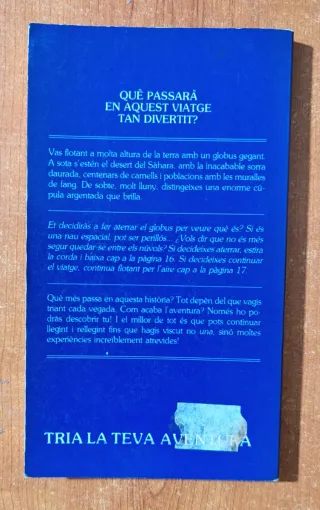 QUÈ PASSARÀ
EN AQUEST VIATGE
TAN DIVERTIT?
Vas flotant a molta altura de la terra amb un globus gegant.
A sota s'estén el desert del Sàhara, amb la inacabable sorra
daurada, centenars de camells i poblacions amb les muralles
de fang. De sobte, molt lluny, distingeixes una enorme cú-
pula argentada que brilla.
Et decidiràs a fer aterrar el globus per veure què és? Si és
una nau espacial, pot ser perillós... ¿Vols dir que no és més
segur quedar-se entre els núvols? Si decideixes aterrar, estira
la corda i baixa cap a la pàgina 16. Si decideixes continuar
el viatge, continua flotant per l'aire cap a la pàgina 17.
Què més passa en aquesta història? Tot depèn del que vagis
triant cada vegada. Com acaba l'aventura? Només ho po-
dràs descobrir tu! I el millor de tot és que pots continuar
llegint i rellegint fins que hagis viscut no una, sinó moltes
experiències increïblement atrevides!
TRIA LA TEVA AVENTURA